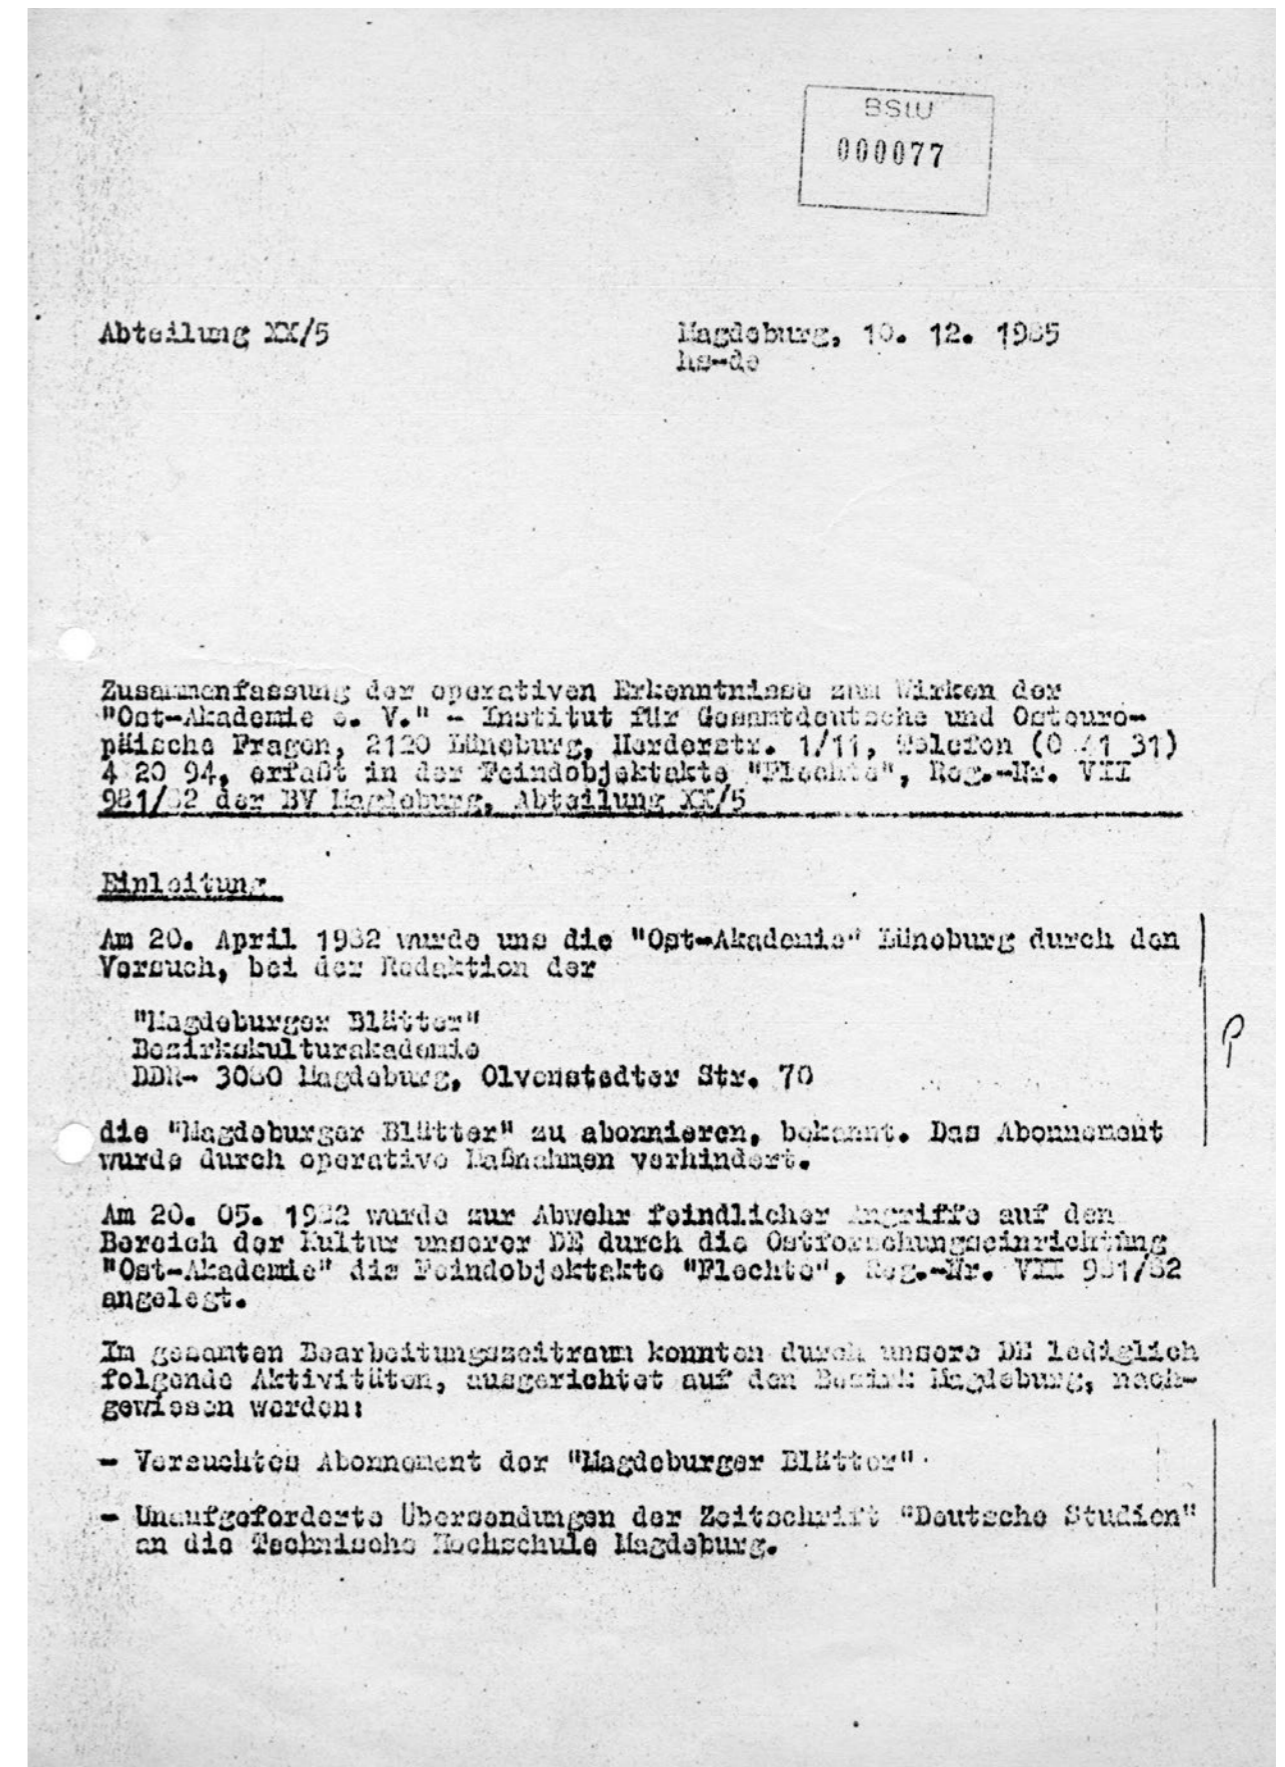 BStU
000077
Abteilung XX/5
Magdeburg, 10. 12. 1985
hs-de
Zusammenfassung der operativen Erkenntnisse zum Wirken der
"Ost-Akademie e. V." - Institut für Gesamtdeutsche und Osteuro-
päische Fragen, 2120 Lüneburg, Herderstr. 1/11, Telefon (0 41 31)
4 20 94, erfaßt in der Feindobjektakte "Flechte", Reg.-Nr. VII
981/82 der BV Magdeburg, Abteilung XX/5
Einleitung
Am 20. April 1982 wurde uns die "Ost-Akademie" Lüneburg durch den
Versuch, bei der Redaktion der
"Magdeburger Blätter"
Bezirkskulturakademie
DDR- 3080 Magdeburg, Olvenstedter Str. 70
die "Magdeburger Blätter" zu abonnieren, bekannt. Das Abonnement
wurde durch operative Maßnahmen verhindert.
Am 20. 05. 1982 wurde zur Abwehr feindlicher Angriffe auf den
Bereich der Kultur unserer DE durch die Ostforschungseinrichtung
"Ost-Akademie" die Feindobjektakte "Flechte", Reg.-Nr. VII 981/82
angelegt.
Im gesamten Bearbeitungszeitraum konnten durch unsere DE lediglich
folgende Aktivitäten, ausgerichtet auf den Bezirk Magdeburg, nach-
gewiesen werden:
- Versuchtes Abonnement der "Magdeburger Blätter"
- Unaufgeforderte Übersendungen der Zeitschrift "Deutsche Studien"
an die Technische Hochschule Magdeburg.